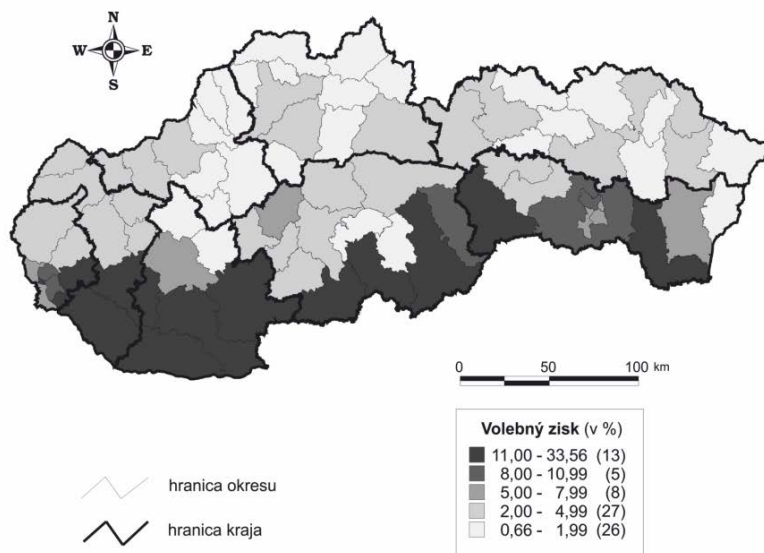 N
W E
S
0 50 100 km
Volebný zisk (v %)
11,00 - 33,56 (13)
8,00 - 10,99 (5)
5,00 - 7,99 (8)
2,00 - 4,99 (27)
0,66 - 1,99 (26)
hranica okresu
hranica kraja